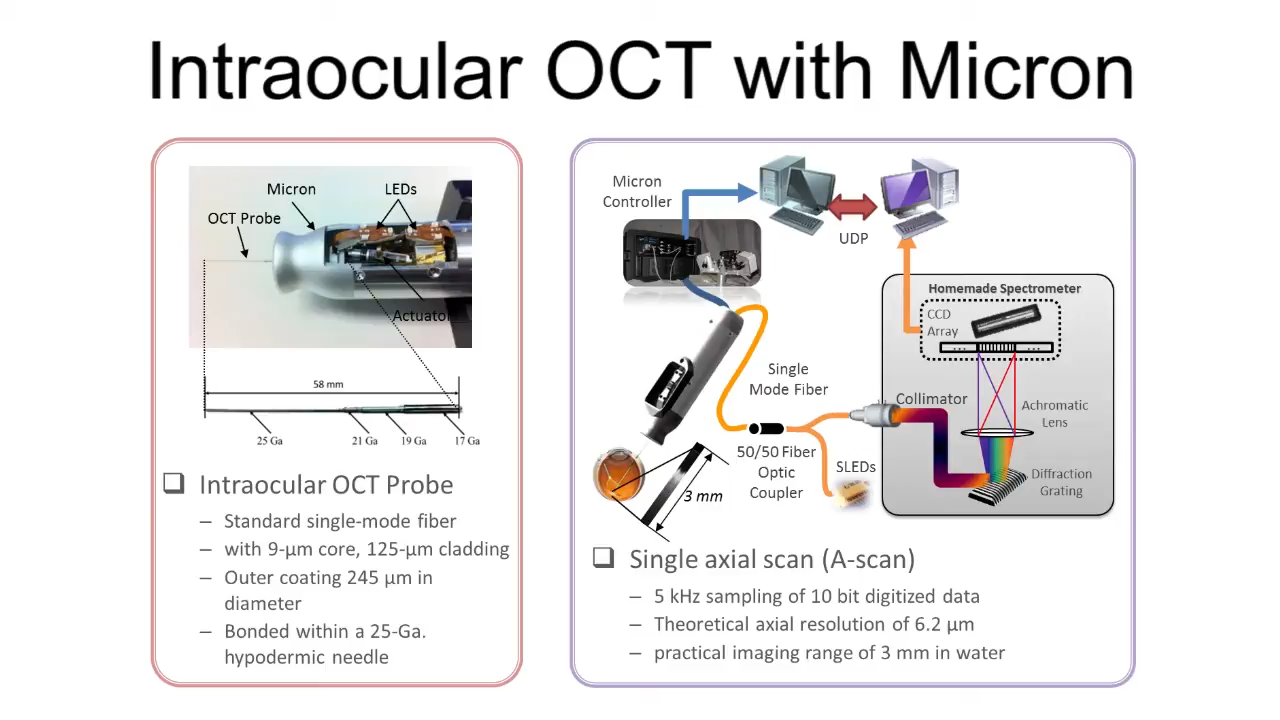 Intraocular OCT with Micron
Micron
LEDs
OCT Probe
Actuator
58 mm
25 Ga
21 Ga
19 Ga
17 Ga
❑ Intraocular OCT Probe
– Standard single-mode fiber
– with 9-µm core, 125-µm cladding
– Outer coating 245 µm in
diameter
– Bonded within a 25-Ga.
hypodermic needle
Micron
Controller
UDP
Homemade Spectrometer
CCD
Array
Single
Mode Fiber
Collimator
Achromatic
Lens
50/50 Fiber
Optic
Coupler
SLEDs
Diffraction
Grating
3 mm
❑ Single axial scan (A-scan)
– 5 kHz sampling of 10 bit digitized data
– Theoretical axial resolution of 6.2 µm
– practical imaging range of 3 mm in water